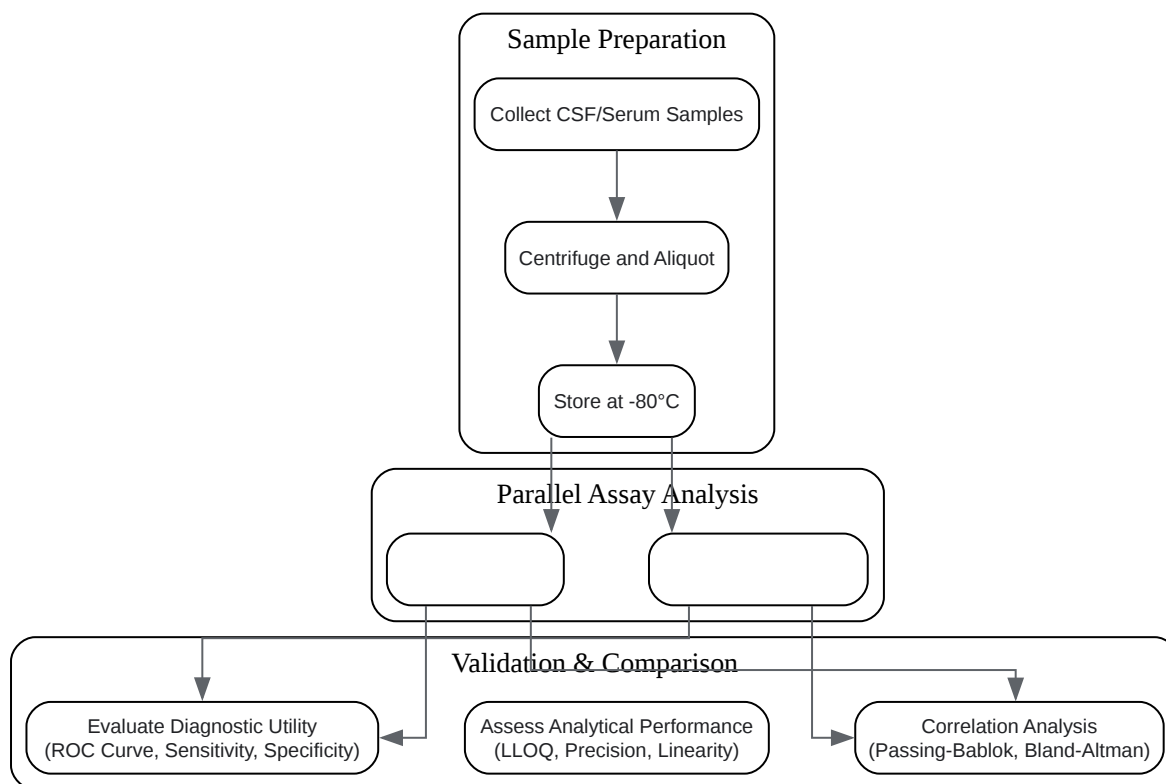 Sample Preparation
Collect CSF/Serum Samples
Centrifuge and Aliquot
Store at -80°C
Parallel Assay Analysis
Validation & Comparison
Evaluate Diagnostic Utility
(ROC Curve, Sensitivity, Specificity)
Assess Analytical Performance
(LLOQ, Precision, Linearity)
Correlation Analysis
(Passing-Bablok, Bland-Altman)